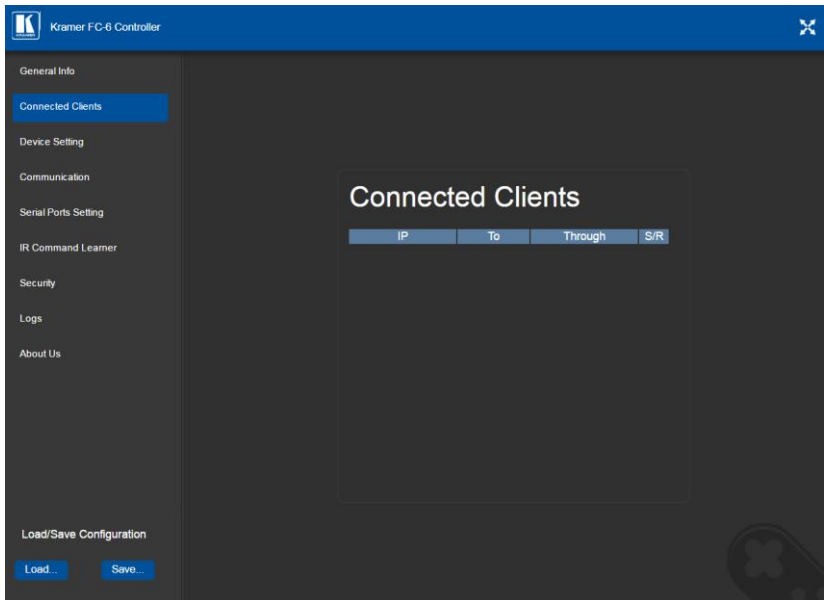 Kramer FC-6 Controller
General Info
Connected Clients
Device Setting
Communication
Serial Ports Setting
IR Command Learner
Security
Logs
About Us
Load/Save Configuration
Load... Save...
Connected Clients
IP To Through S/R